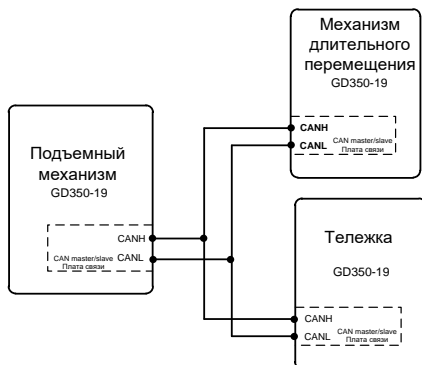 Подъемный
механизм
GD350-19
CANH
CAN master/slave
Плата связи
CANL
Механизм
длительного
перемещения
GD350-19
CANH
CANL
CAN master/slave
Плата связи
Тележка
GD350-19
CANH
CANL
CAN master/slave
Плата связи